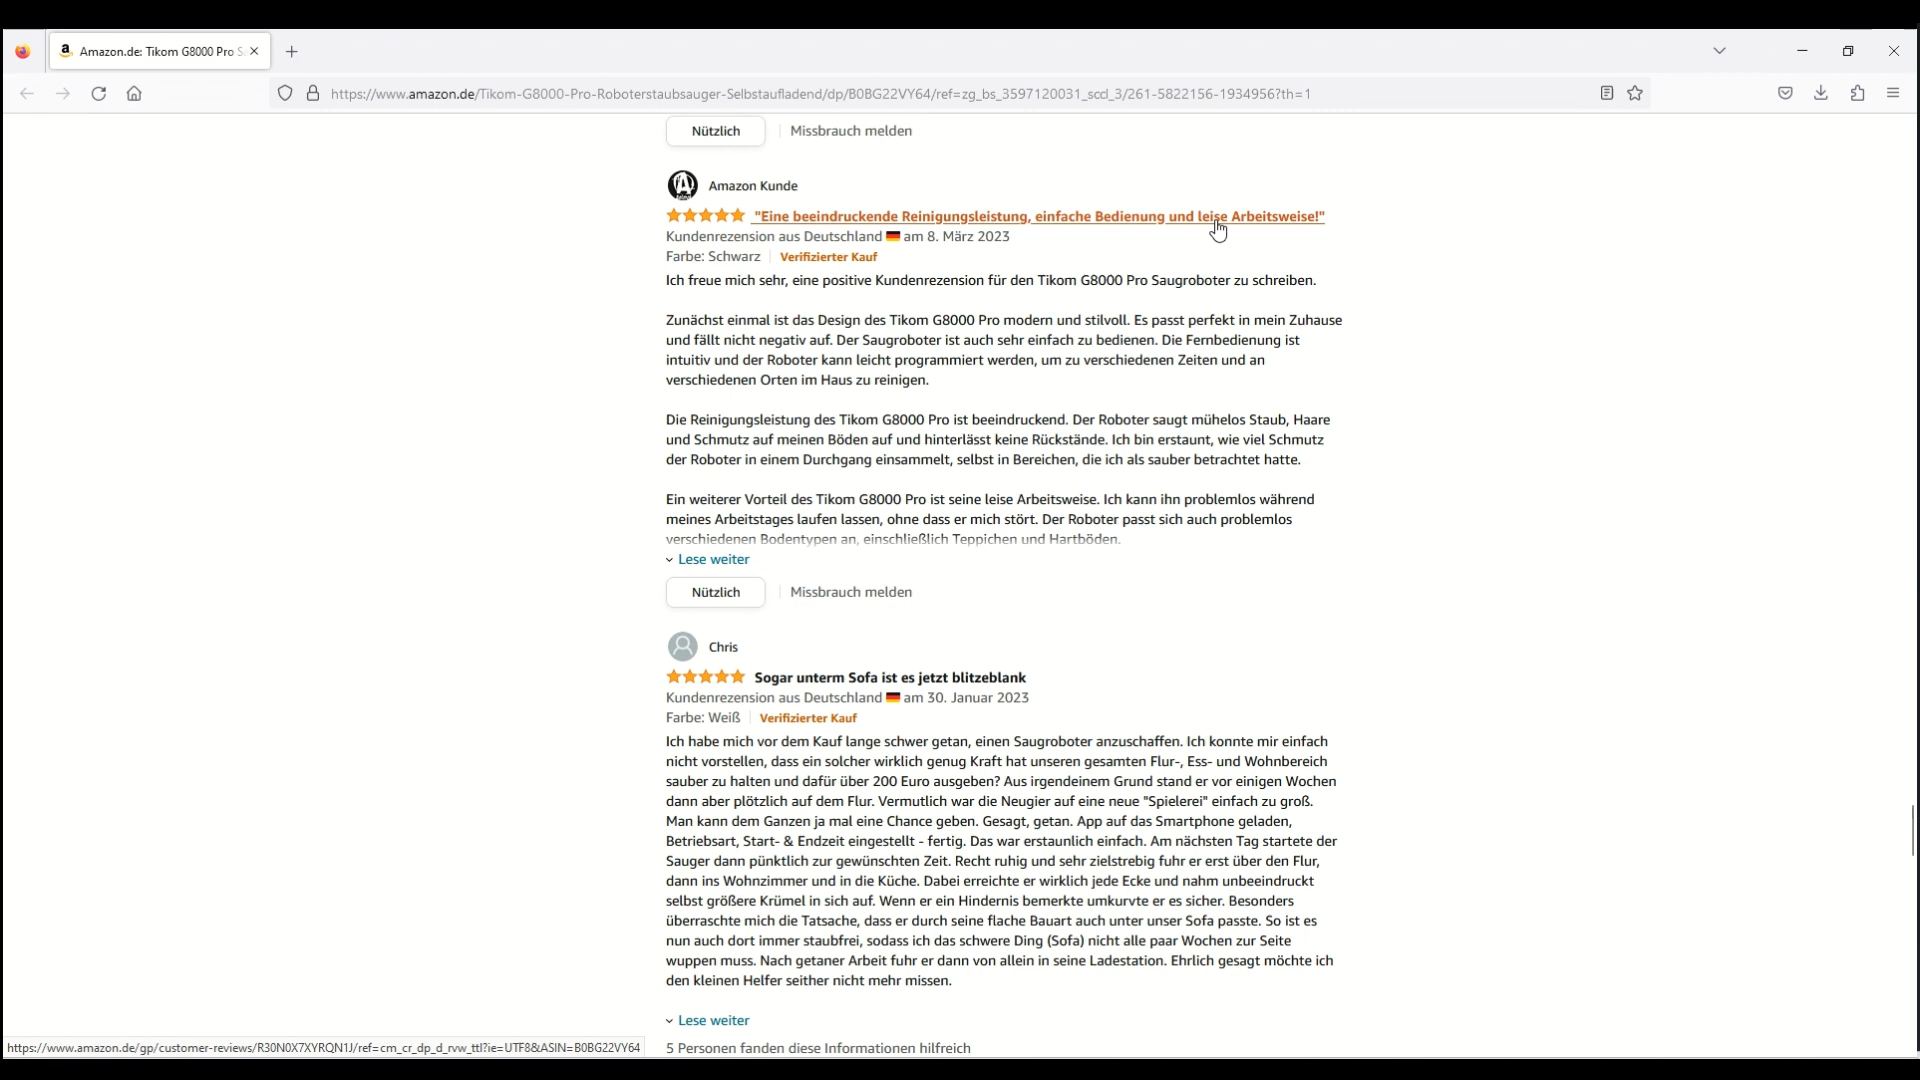 Amazon.de: Tikom G8000 Pro S
https://www.amazon.de/Tikom-G8000-Pro-Roboterstaubsauger-Selbstaufladend/dp/B0BG22VY64/ref=zg_bs_3597120031_sccl_3/261-5822156-1934956?th=1
Nützlich | Missbrauch melden
Amazon Kunde
"Eine beeindruckende Reinigungsleistung, einfache Bedienung und leise Arbeitsweise!"
Kundenrezension aus Deutschland am 8. März 2023
Farbe: Schwarz | Verifizierter Kauf
Ich freue mich sehr, eine positive Kundenrezension für den Tikom G8000 Pro Saugroboter zu schreiben.
Zunächst einmal ist das Design des Tikom G8000 Pro modern und stilvoll. Es passt perfekt in mein Zuhause
und fällt nicht negativ auf. Der Saugroboter ist auch sehr einfach zu bedienen. Die Fernbedienung ist
intuitiv und der Roboter kann leicht programmiert werden, um zu verschiedenen Zeiten und an
verschiedenen Orten im Haus zu reinigen.
Die Reinigungsleistung des Tikom G8000 Pro ist beeindruckend. Der Roboter saugt mühelos Staub, Haare
und Schmutz auf meinen Böden auf und hinterlässt keine Rückstände. Ich bin erstaunt, wie viel Schmutz
der Roboter in einem Durchgang einsammelt, selbst in Bereichen, die ich als sauber betrachtet hatte.
Ein weiterer Vorteil des Tikom G8000 Pro ist seine leise Arbeitsweise. Ich kann ihn problemlos während
meines Arbeitstages laufen lassen, ohne dass er mich stört. Der Roboter passt sich auch problemlos
verschiedenen Bodentypen an, einschließlich Teppichen und Hartböden.
Lese weiter
Nützlich | Missbrauch melden
Chris
Sogar unterm Sofa ist es jetzt blitzeblank
Kundenrezension aus Deutschland am 30. Januar 2023
Farbe: Weiß | Verifizierter Kauf
Ich habe mich vor dem Kauf lange schwer getan, einen Saugroboter anzuschaffen. Ich konnte mir einfach
nicht vorstellen, dass ein solcher wirklich genug Kraft hat unseren gesamten Flur-, Ess- und Wohnbereich
sauber zu halten und dafür über 200 Euro ausgeben? Aus irgendeinem Grund stand er vor einigen Wochen
dann aber plötzlich auf dem Flur. Vermutlich war die Neugier auf eine neue "Spielerei" einfach zu groß.
Man kann dem Ganzen ja mal eine Chance geben. Gesagt, getan. App auf das Smartphone geladen,
Betriebsart, Start- & Endzeit eingestellt - fertig. Das war erstaunlich einfach. Am nächsten Tag startete der
Sauger dann pünktlich zur gewünschten Zeit. Recht ruhig und sehr zielstrebig fuhr er erst über den Flur,
dann ins Wohnzimmer und in die Küche. Dabei erreichte er wirklich jede Ecke und nahm unbeeindruckt
selbst größere Krümel in sich auf. Wenn er ein Hindernis bemerkte umkurvte er es sicher. Besonders
überraschte mich die Tatsache, dass er durch seine flache Bauart auch unter unser Sofa passte. So ist es
nun auch dort immer staubfrei, sodass ich das schwere Ding (Sofa) nicht alle paar Wochen zur Seite
wuppen muss. Nach getaner Arbeit fuhr er dann von allein in seine Ladestation. Ehrlich gesagt möchte ich
den kleinen Helfer seither nicht mehr missen.
Lese weiter
5 Personen fanden diese Informationen hilfreich
https://www.amazon.de/gp/customer-reviews/R30N0X7XYRQN1J/ref=cm_cr_dp_d_rvw_ttl?ie=UTF8&ASIN=B0BG22VY64